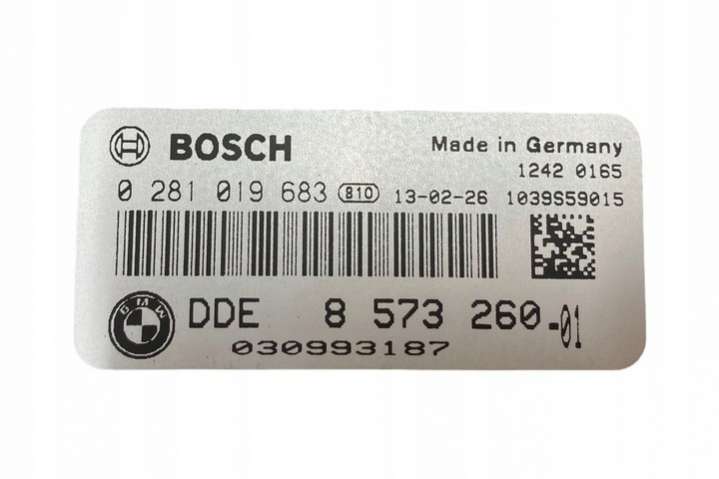 BOSCH
Made in Germany
1242 0165
0 281 019 683 810 13-02-26 1039S59015
BMW DDE 8 573 260-01
030993187